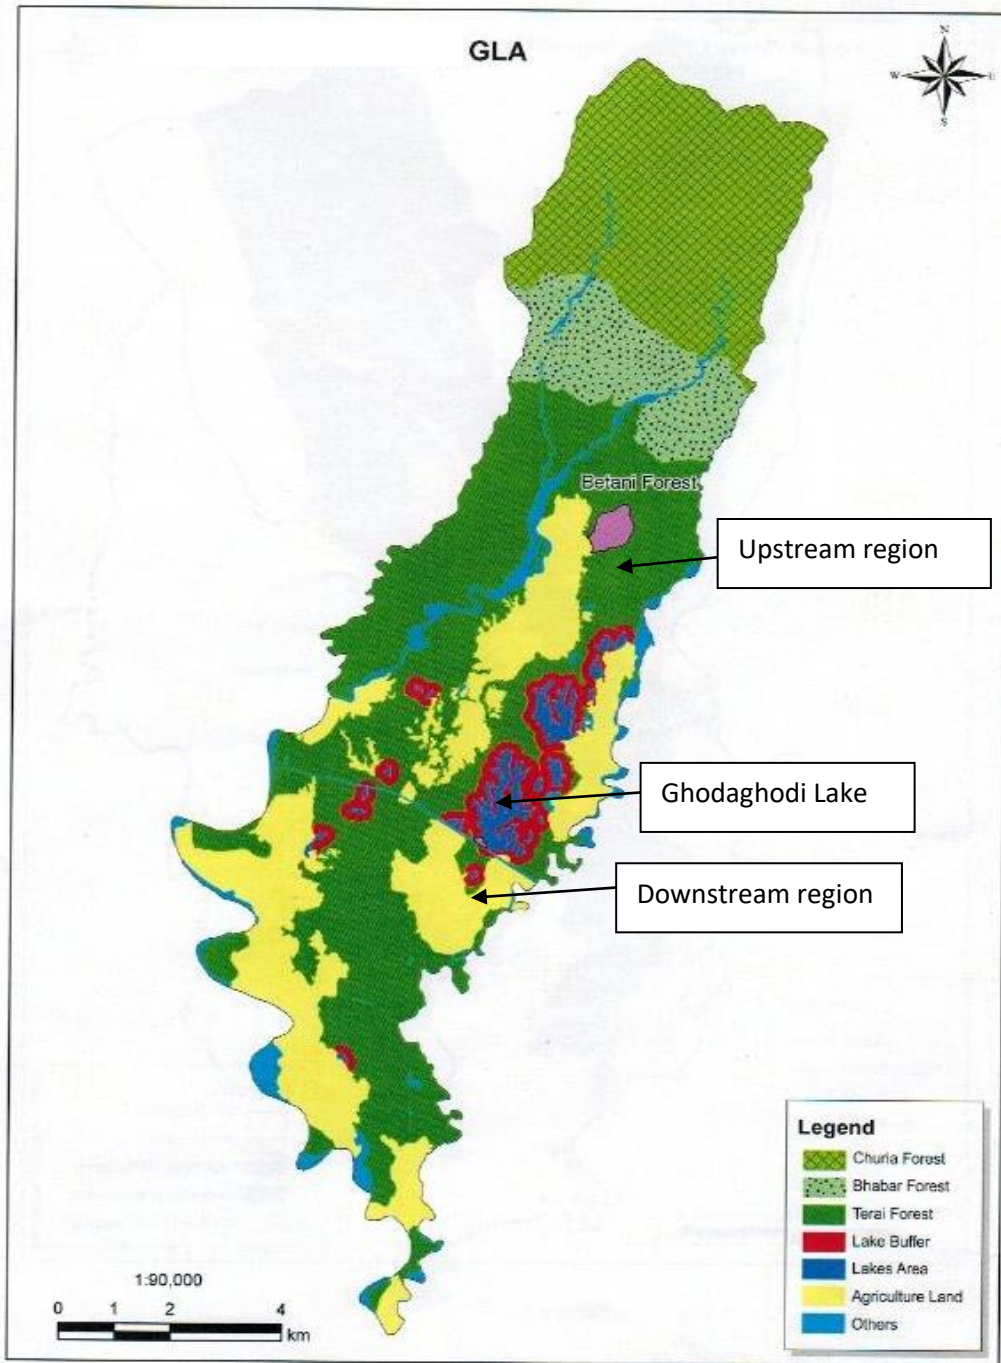 GLA
N
W
E
S
Betani Forest
Upstream region
Ghodaghodi Lake
Downstream region
Legend
Churia Forest
Bhabar Forest
Terai Forest
Lake Buffer
Lakes Area
Agriculture Land
Others
1:90,000
0 1 2 4
km